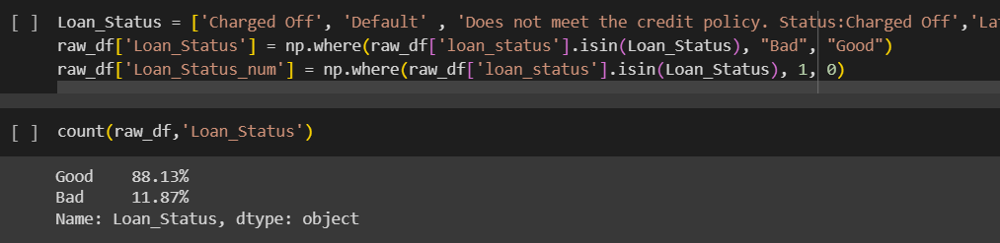 [ ] Loan_Status = ['Charged Off', 'Default' , 'Does not meet the credit policy. Status:Charged Off','Lat
raw_df['Loan_Status'] = np.where(raw_df['loan_status'].isin(Loan_Status), "Bad", "Good")
raw_df['Loan_Status_num'] = np.where(raw_df['loan_status'].isin(Loan_Status), 1, 0)
[ ] count(raw_df,'Loan_Status')
Good    88.13%
Bad     11.87%
Name: Loan_Status, dtype: object